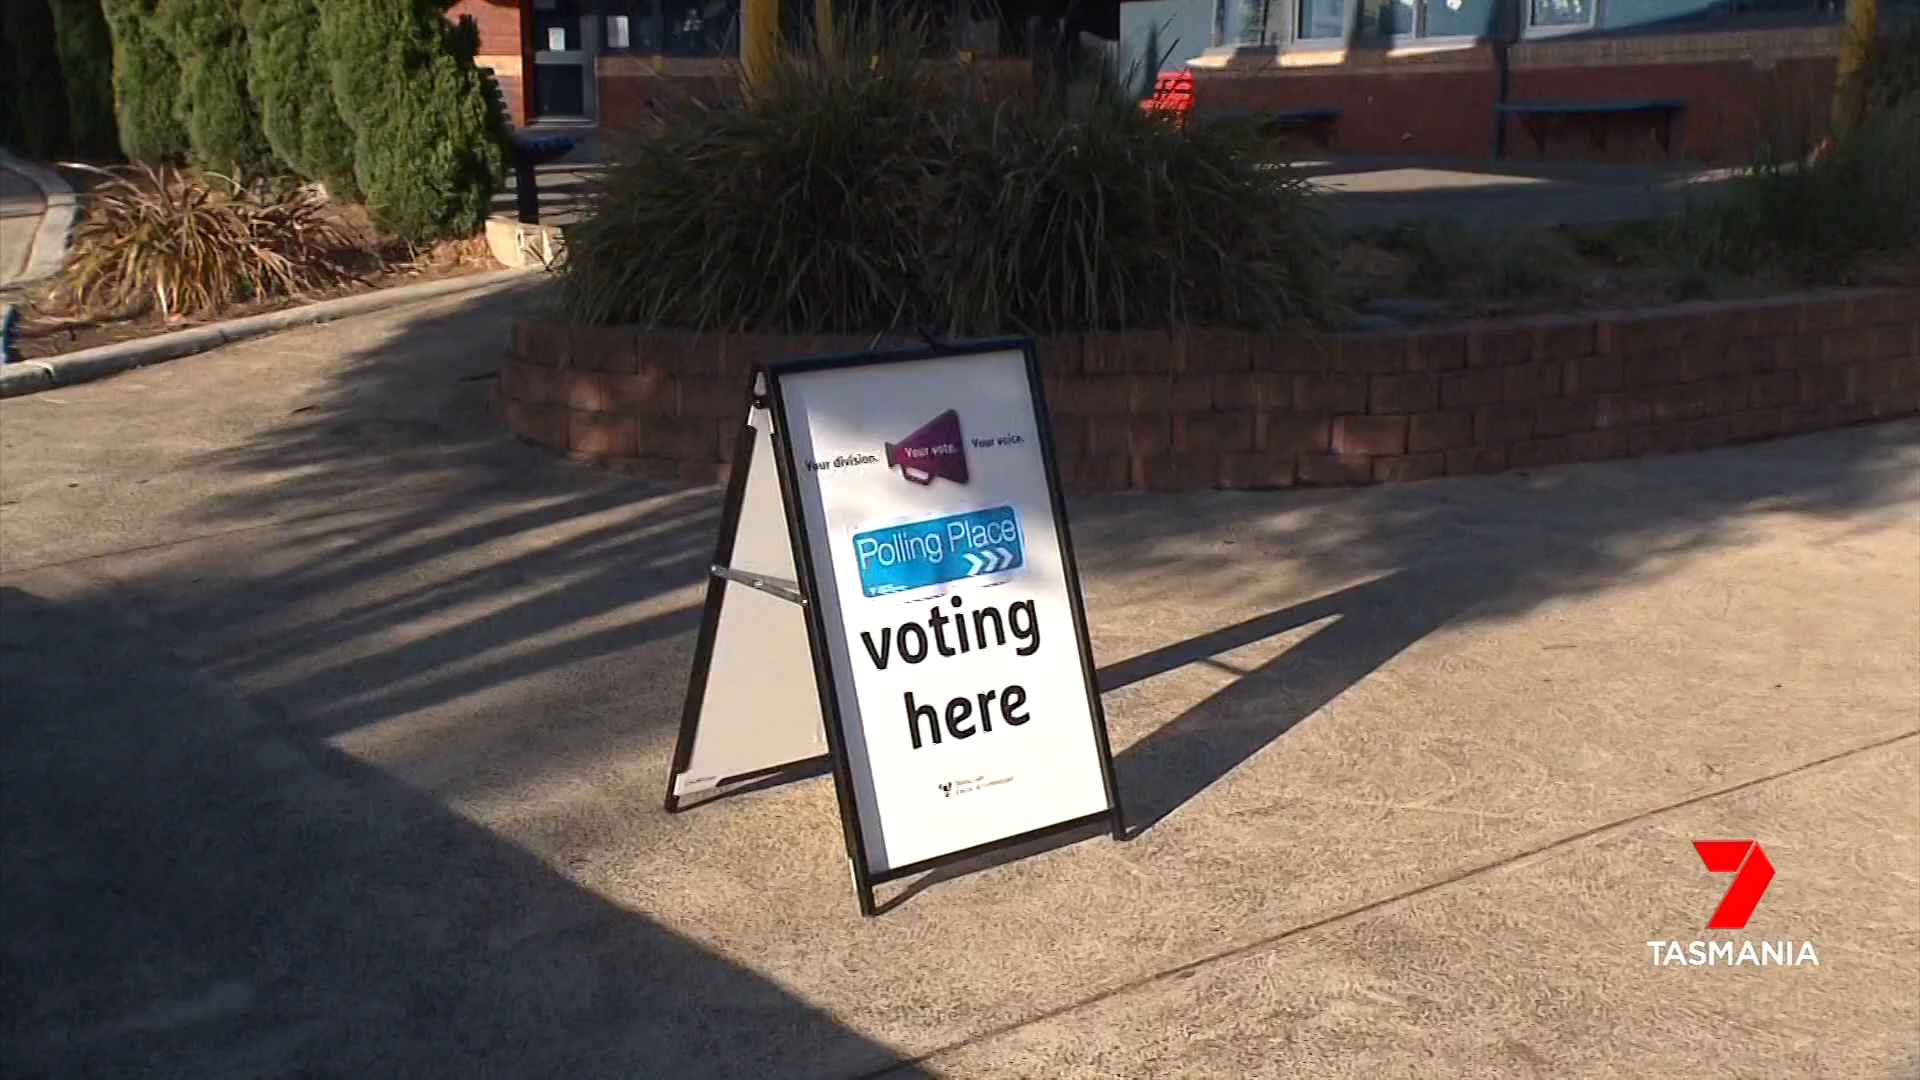 Your division. Your vote. Your voice.
Polling Place
voting
here
7
TASMANIA